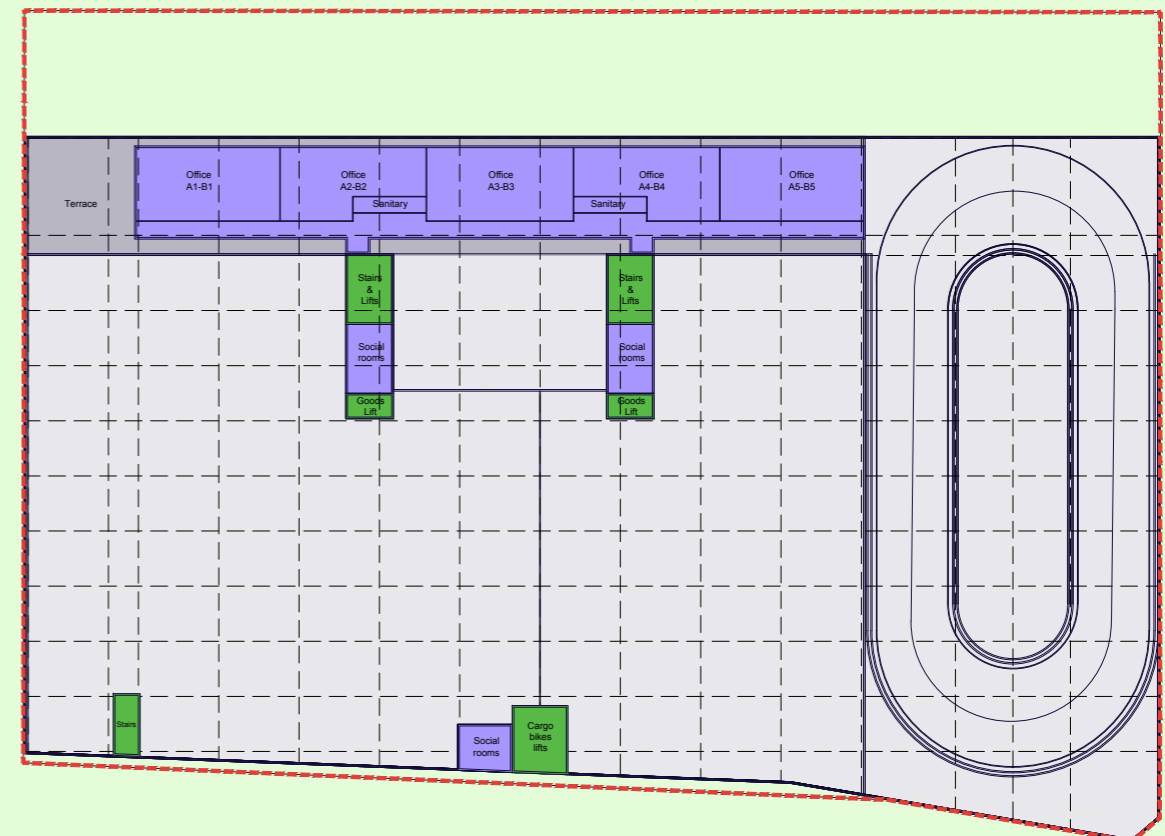 Office
A1-B1
Office
A2-B2
Office
A3-B3
Office
A4-B4
Office
A5-B5
Terrace
Sanitary
Sanitary
Stairs
&
Lifts
Stairs
&
Lifts
Social
rooms
Social
rooms
Goods
Lift
Goods
Lift
Stairs
Social
rooms
Cargo
bikes
lifts